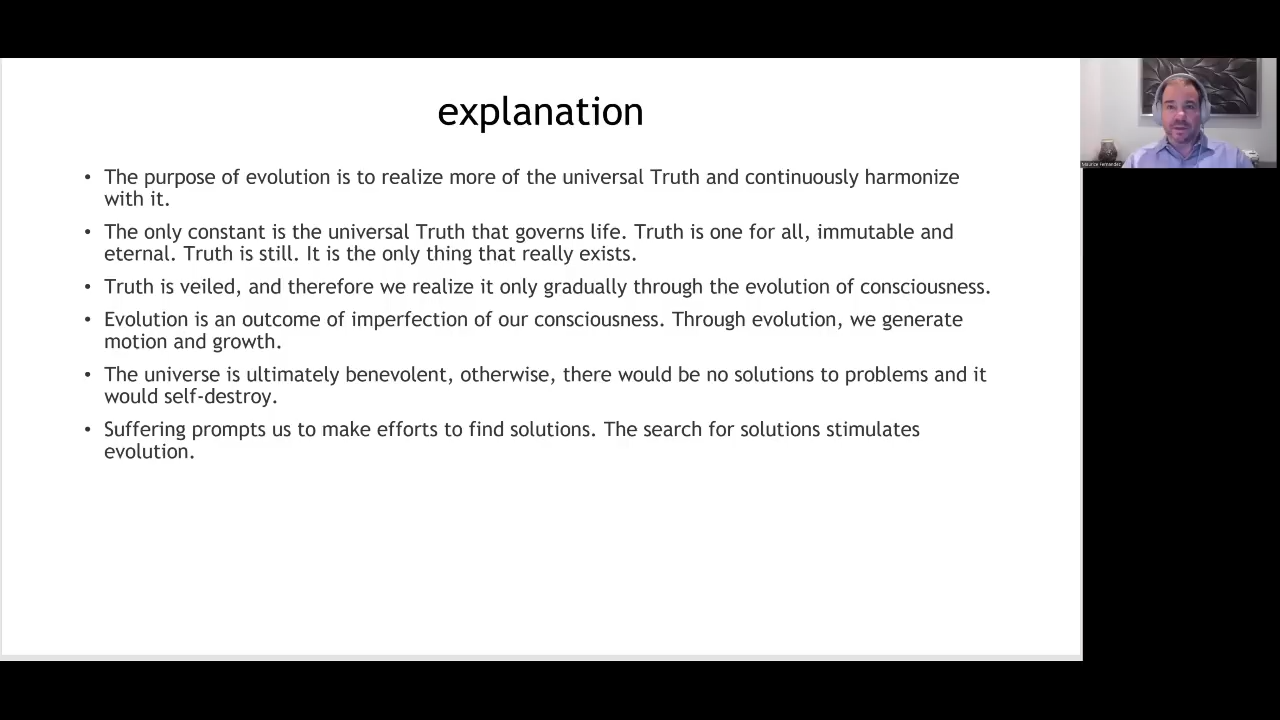 explanation
• The purpose of evolution is to realize more of the universal Truth and continuously harmonize
with it.
• The only constant is the universal Truth that governs life. Truth is one for all, immutable and
eternal. Truth is still. It is the only thing that really exists.
• Truth is veiled, and therefore we realize it only gradually through the evolution of consciousness.
• Evolution is an outcome of imperfection of our consciousness. Through evolution, we generate
motion and growth.
• The universe is ultimately benevolent, otherwise, there would be no solutions to problems and it
would self-destroy.
• Suffering prompts us to make efforts to find solutions. The search for solutions stimulates
evolution.
Maurice Fernandez